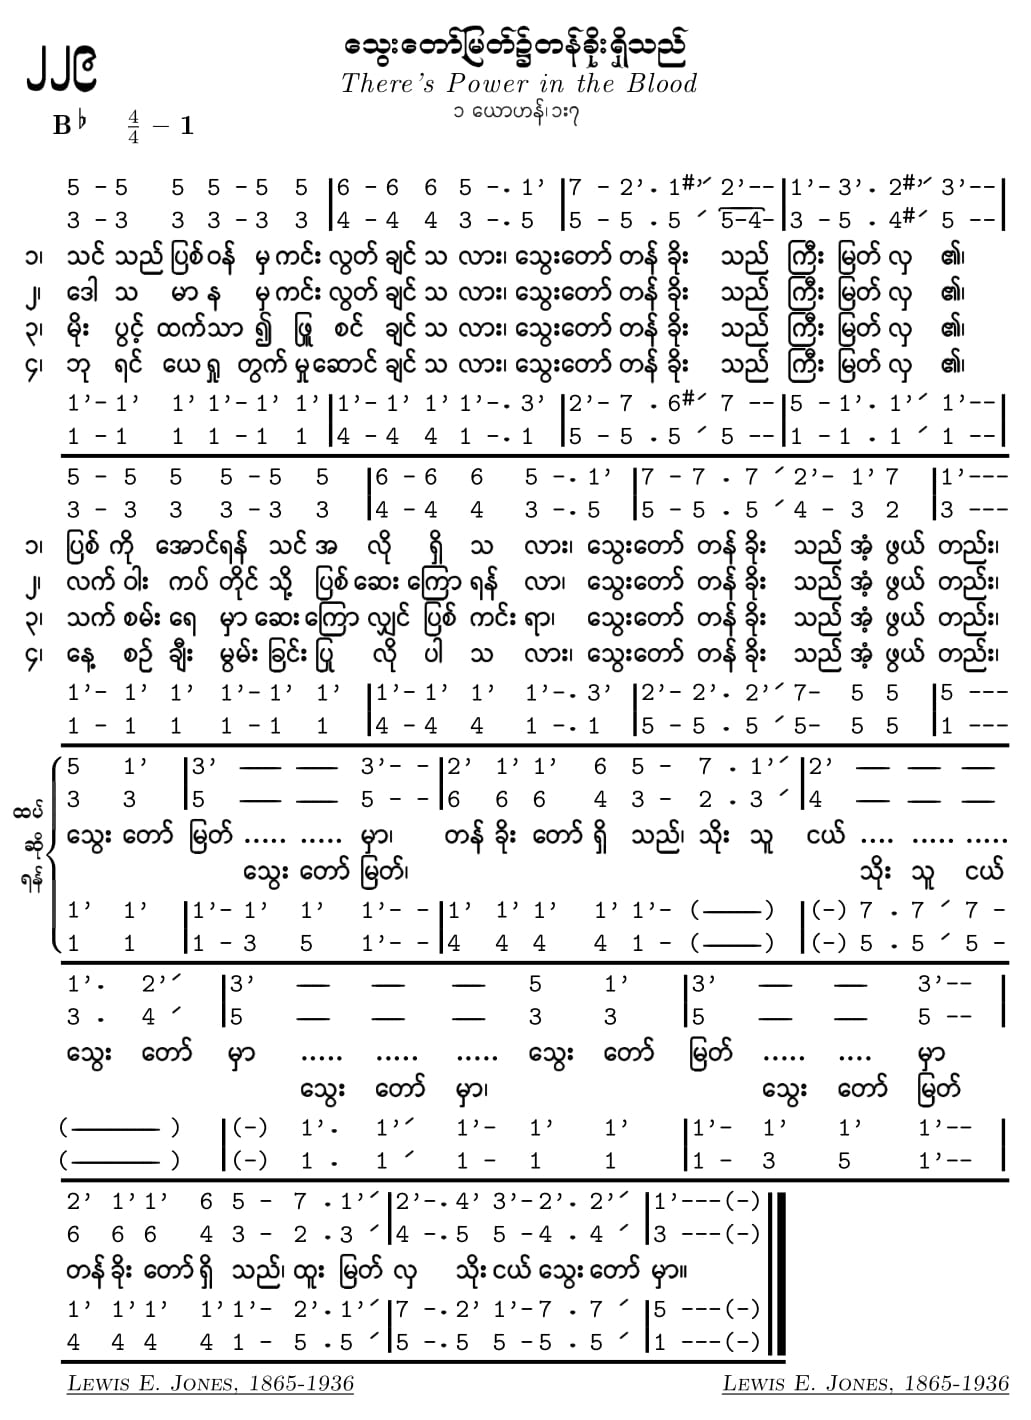 ၂၂၉
သွေးတော်မြတ်၌တန်ခိုးရှိသည်
There's Power in the Blood
၁ ယောဟန်၊ ၁း၇
B♭ 4/4 – 1
5 – 5 5 5 – 5 5 |6 – 6 6 5 –. 1’ |7 – 2’. 1#’ˊ 2’-- |1’– 3’. 2#’ˊ 3’-- |
3 – 3 3 3 – 3 3 |4 – 4 4 3 –. 5 |5 – 5 . 5 ˊ 5-4- |3 – 5 . 4#ˊ 5 -- |
၁၊ သင် သည် ပြစ် ဝန် မှ ကင်း လွတ် ချင် သ လား၊ သွေးတော် တန် ခိုး သည် ကြီး မြတ် လှ ၏၊
၂၊ ဒေါ သ မာ န မှ ကင်း လွတ် ချင် သ လား၊ သွေးတော် တန် ခိုး သည် ကြီး မြတ် လှ ၏၊
၃၊ မိုး ပွင့် ထက်သာ ၍ ဖြူ စင် ချင် သ လား၊ သွေးတော် တန် ခိုး သည် ကြီး မြတ် လှ ၏၊
၄၊ ဘု ရင် ယေ ရှု တွက် မှုဆောင် ချင် သ လား၊ သွေးတော် တန် ခိုး သည် ကြီး မြတ် လှ ၏၊
1’– 1’ 1’ 1’– 1’ 1’ |1’– 1’ 1’ 1’–. 3’ |2’– 7 . 6#ˊ 7 -- |5 – 1’. 1’ˊ 1’-- |
1 – 1 1 1 – 1 1 |4 – 4 4 1 –. 1 |5 – 5 . 5 ˊ 5 -- |1 – 1 . 1 ˊ 1 -- |
5 – 5 5 5 – 5 5 |6 – 6 6 5 –. 1’ |7 – 7 . 7 ˊ 2’– 1’ 7 |1’---
3 – 3 3 3 – 3 3 |4 – 4 4 3 –. 5 |5 – 5 . 5 ˊ 4 – 3 2 |3 ---
၁၊ ပြစ် ကို အောင်ရန် သင် အ လို ရှိ သ လား၊ သွေးတော် တန် ခိုး သည် အံ့ ဖွယ် တည်း၊
၂၊ လက် ဝါး ကပ် တိုင် သို့ ပြစ် ဆေး ကြော ရန် လာ၊ သွေးတော် တန် ခိုး သည် အံ့ ဖွယ် တည်း၊
၃၊ သက် စမ်း ရေ မှာ ဆေး ကြော လျှင် ပြစ် ကင်း ရာ၊ သွေးတော် တန် ခိုး သည် အံ့ ဖွယ် တည်း၊
၄၊ နေ့ စဉ် ချီး မွမ်း ခြင်း ပြု လို ပါ သ လား၊ သွေးတော် တန် ခိုး သည် အံ့ ဖွယ် တည်း၊
1’– 1’ 1’ 1’– 1’ 1’ |1’– 1’ 1’ 1’–. 3’ |2’– 2’. 2’ˊ 7– 5 5 |5 ---
1 – 1 1 1 – 1 1 |4 – 4 4 1 –. 1 |5 – 5 . 5 ˊ 5– 5 5 |1 ---
ထပ်ဆိုရန်
5 1’ |3’ — — 3’– – |2’ 1’ 1’ 6 5 – 7 . 1’ˊ |2’ — — —
3 3 |5 — — 5 – – |6 6 6 4 3 – 2 . 3 ˊ |4 — — —
သွေး တော် မြတ် ..... ..... မှာ၊ တန် ခိုး တော် ရှိ သည်၊ သိုး သူ ငယ် .... ..... .....
သွေး တော် မြတ်၊ သိုး သူ ငယ်
1’ 1’ |1’– 1’ 1’ 1’– – |1’ 1’ 1’ 1’ 1’– (——) |(–) 7 . 7 ˊ 7 –
1 1 |1 – 3 5 1’– – |4 4 4 4 1 – (——) |(–) 5 . 5 ˊ 5 –
1’. 2’ˊ |3’ — — — 5 1’ |3’ — — 3’-- |
3 . 4 ˊ |5 — — — 3 3 |5 — — 5 -- |
သွေး တော် မှာ ..... ..... ..... သွေး တော် မြတ် ..... .... မှာ
သွေး တော် မှာ၊ သွေး တော် မြတ်
(———— ) |(–) 1’. 1’ˊ 1’– 1’ 1’ |1’– 1’ 1’ 1’-- |
(———— ) |(–) 1 . 1 ˊ 1 – 1 1 |1 – 3 5 1’-- |
2’ 1’ 1’ 6 5 – 7 . 1’ˊ |2’–. 4’ 3’–2’. 2’ˊ |1’---(–)
6 6 6 4 3 – 2 . 3 ˊ |4 –. 5 5 –4 . 4 ˊ |3 ---(–)
တန် ခိုး တော် ရှိ သည်၊ ထူး မြတ် လှ သိုး ငယ် သွေး တော် မှာ။
1’ 1’ 1’ 1’ 1’– 2’. 1’ˊ |7 –. 2’ 1’–7 . 7 ˊ |5 ---(–)
4 4 4 4 1 – 5 . 5 ˊ |5 –. 5 5 –5 . 5 ˊ |1 ---(–)
Lewis E. Jones, 1865-1936 Lewis E. Jones, 1865-1936